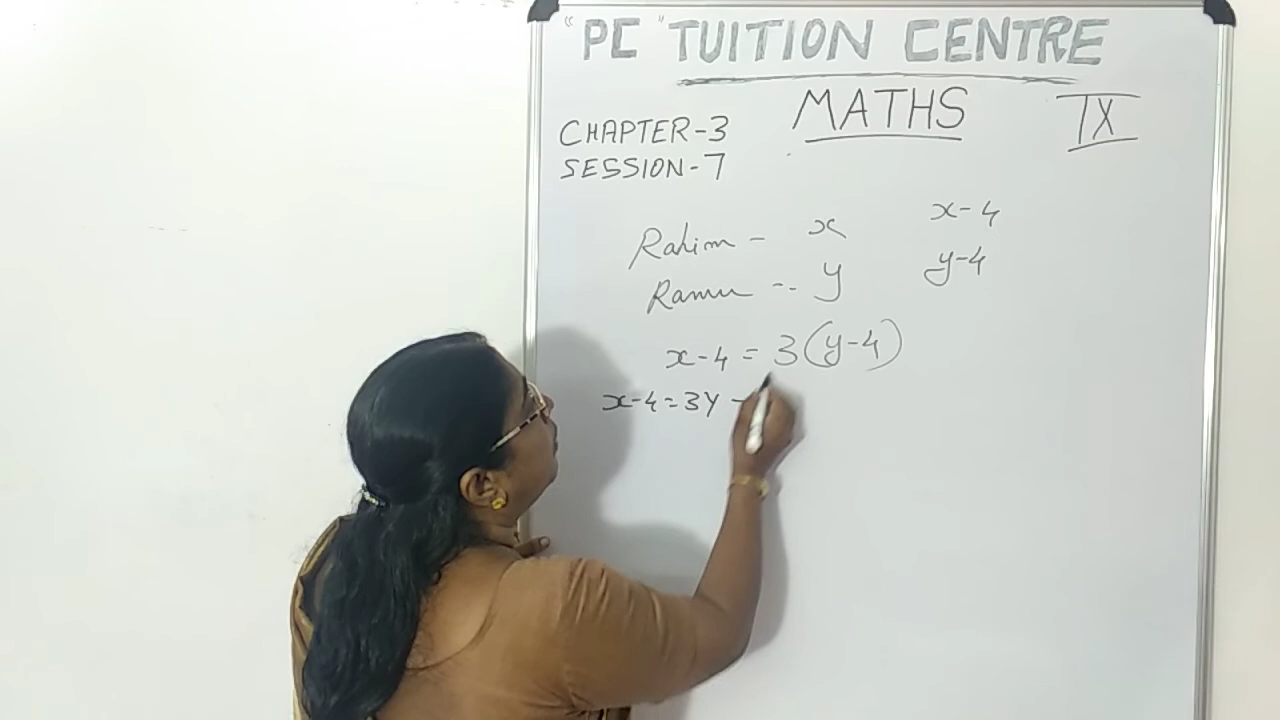 "PC" TUITION CENTRE
MATHS IX
CHAPTER-3
SESSION-7
Rahim - x x-4
Ramu -- y y-4
x-4 = 3(y-4)
x-4=3y -